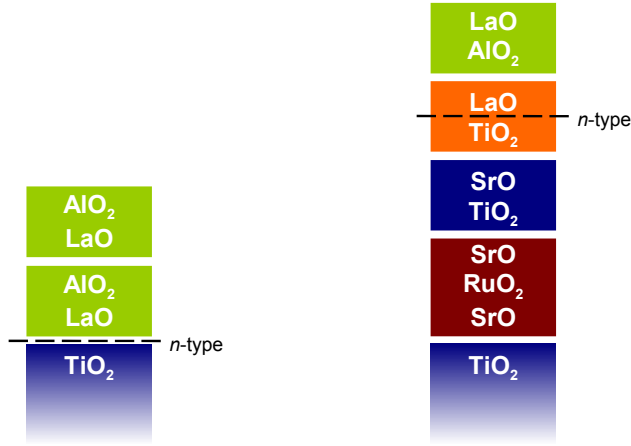 AlO₂
LaO
AlO₂
LaO
n-type
TiO₂
LaO
AlO₂
LaO
n-type
TiO₂
SrO
TiO₂
SrO
RuO₂
SrO
TiO₂